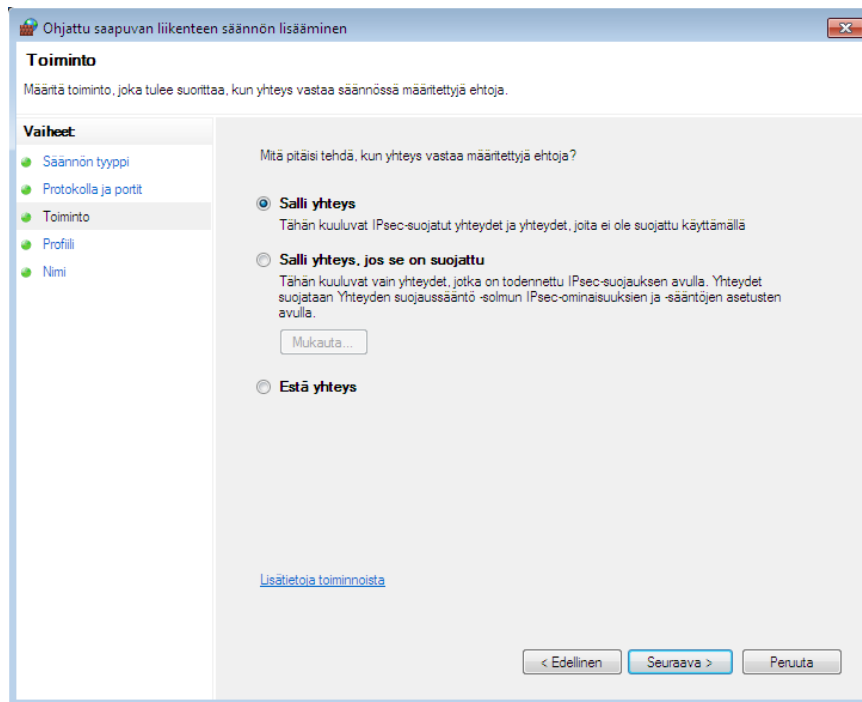 Ohjattu saapuvan liikenteen säännön lisääminen
Toiminto
Määritä toiminto, joka tulee suorittaa, kun yhteys vastaa säännössä määritettyjä ehtoja.
Vaiheet:
Säännön tyyppi
Protokolla ja portit
Toiminto
Profiili
Nimi
Mitä pitäisi tehdä, kun yhteys vastaa määritettyjä ehtoja?
Salli yhteys
Tähän kuuluvat IPsec-suojatut yhteydet ja yhteydet, joita ei ole suojattu käyttämällä
Salli yhteys, jos se on suojattu
Tähän kuuluvat vain yhteydet, jotka on todennettu IPsec-suojauksen avulla. Yhteydet
suojataan Yhteyden suojaussääntö -solmun IPsec-ominaisuuksien ja -sääntöjen asetusten
avulla.
Mukauta...
Estä yhteys
Lisätietoja toiminnoista
< Edellinen
Seuraava >
Peruuta